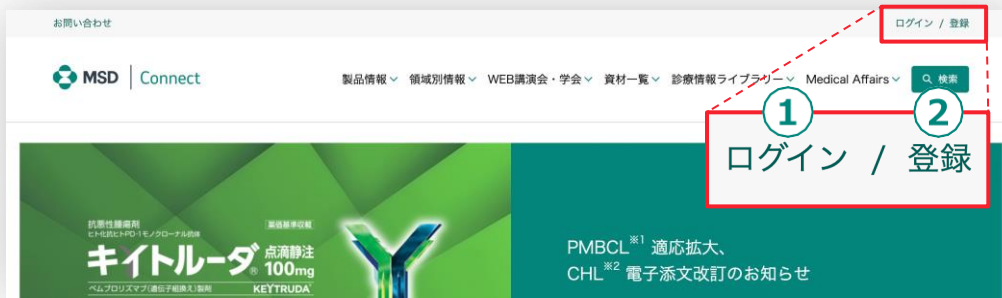 お問い合わせ
ログイン / 登録
MSD Connect
製品情報 領域別情報 WEB講演会・学会 資材一覧 診療情報ライブラリー Medical Affairs 検索
① ②
ログイン / 登録
抗悪性腫瘍剤
ヒト化抗ヒトPD-1モノクローナル抗体
薬価基準収載
キイトルーダ® 点滴静注 100mg
ペムブロリズマブ(遺伝子組換え)製剤 KEYTRUDA®
PMBCL※1 適応拡大、
CHL※2 電子添文改訂のお知らせ